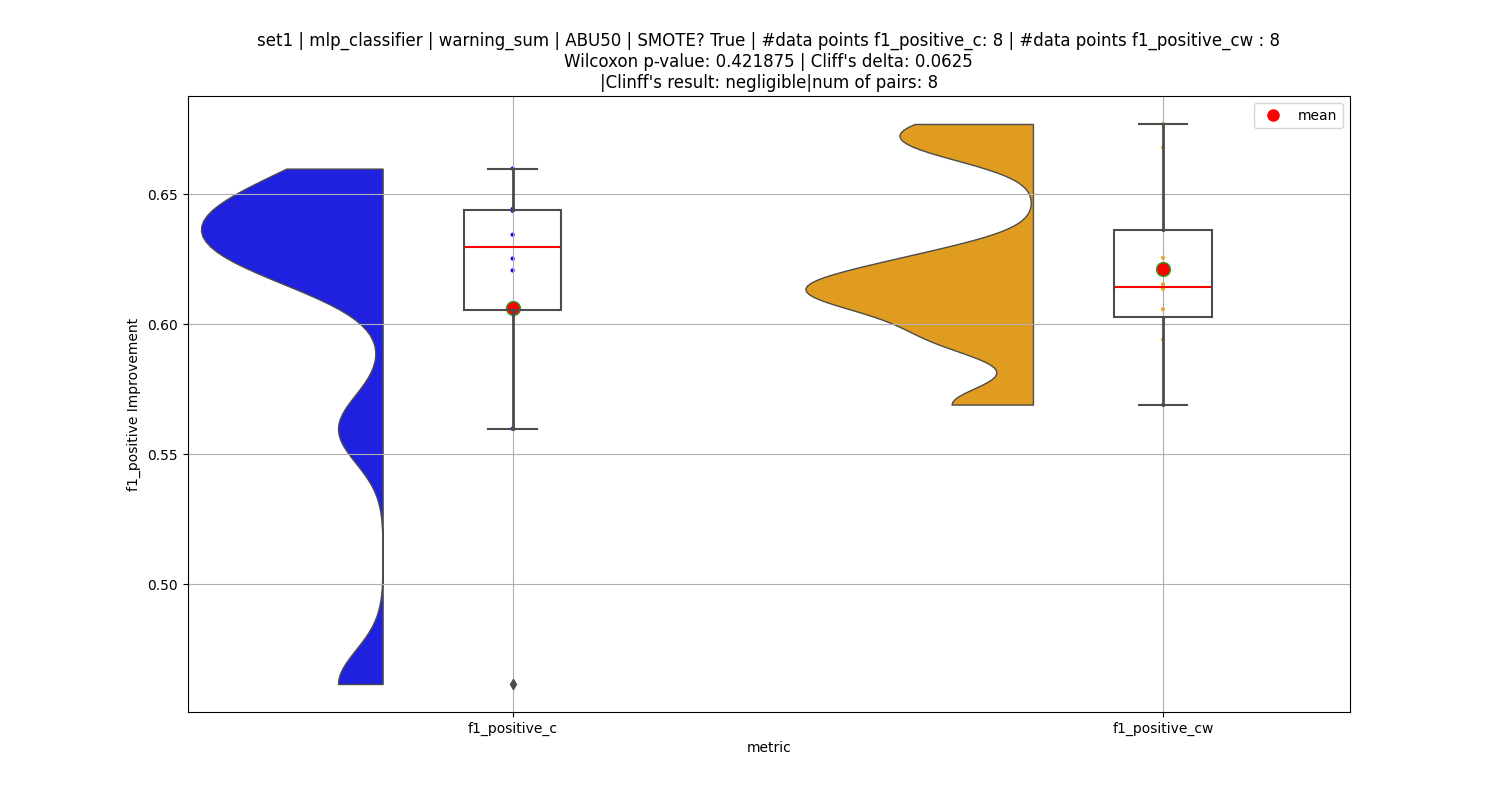 set1 | mlp_classifier | warning_sum | ABU50 | SMOTE? True | #data points f1_positive_c: 8 | #data points f1_positive_cw : 8
Wilcoxon p-value: 0.421875 | Cliff's delta: 0.0625
|Clinff's result: negligible|num of pairs: 8
mean
0.65
0.60
0.55
0.50
f1_positive Improvement
f1_positive_c
f1_positive_cw
metric